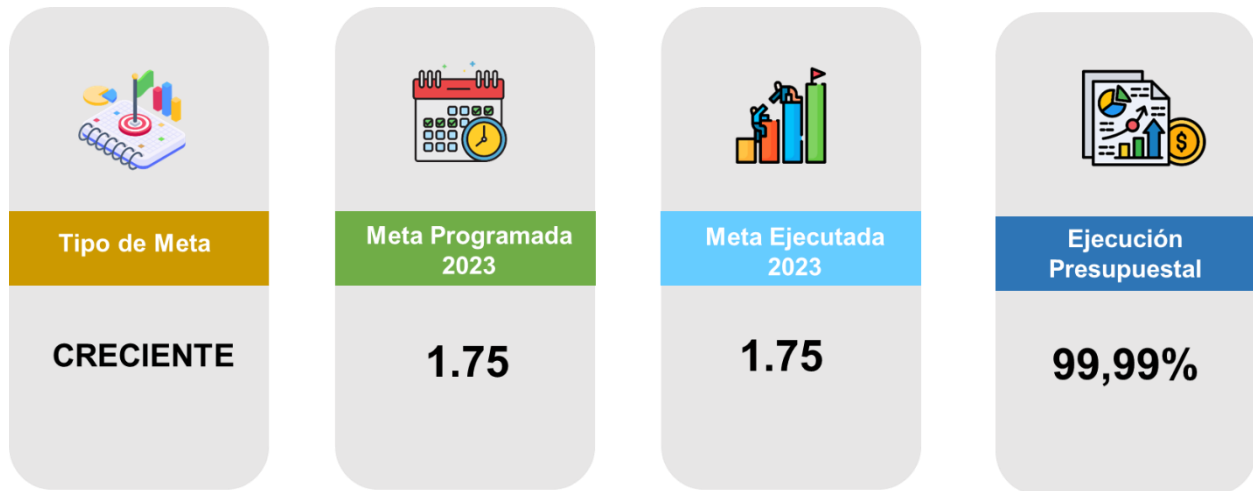 Tipo de Meta
CRECIENTE
Meta Programada
2023
1.75
Meta Ejecutada
2023
1.75
Ejecución
Presupuestal
99,99%